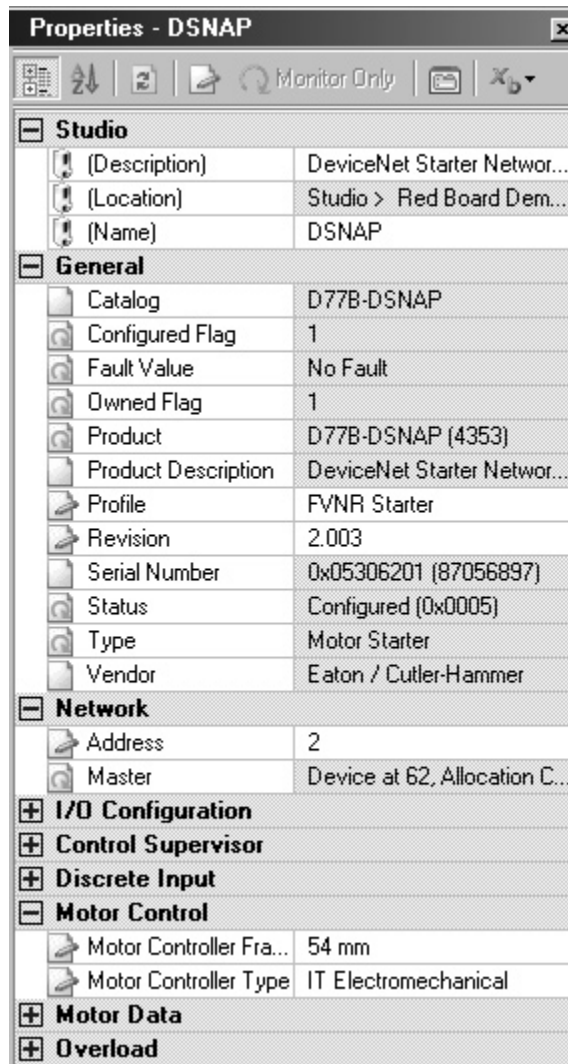 Properties - DSNAP
Monitor Only
Studio
(Description) DeviceNet Starter Networ...
(Location) Studio > Red Board Dem...
(Name) DSNAP
General
Catalog D77B-DSNAP
Configured Flag 1
Fault Value No Fault
Owned Flag 1
Product D77B-DSNAP (4353)
Product Description DeviceNet Starter Networ...
Profile FVNR Starter
Revision 2.003
Serial Number 0x05306201 (87056897)
Status Configured (0x0005)
Type Motor Starter
Vendor Eaton / Cutler-Hammer
Network
Address 2
Master Device at 62, Allocation C...
I/O Configuration
Control Supervisor
Discrete Input
Motor Control
Motor Controller Fra... 54 mm
Motor Controller Type IT Electromechanical
Motor Data
Overload